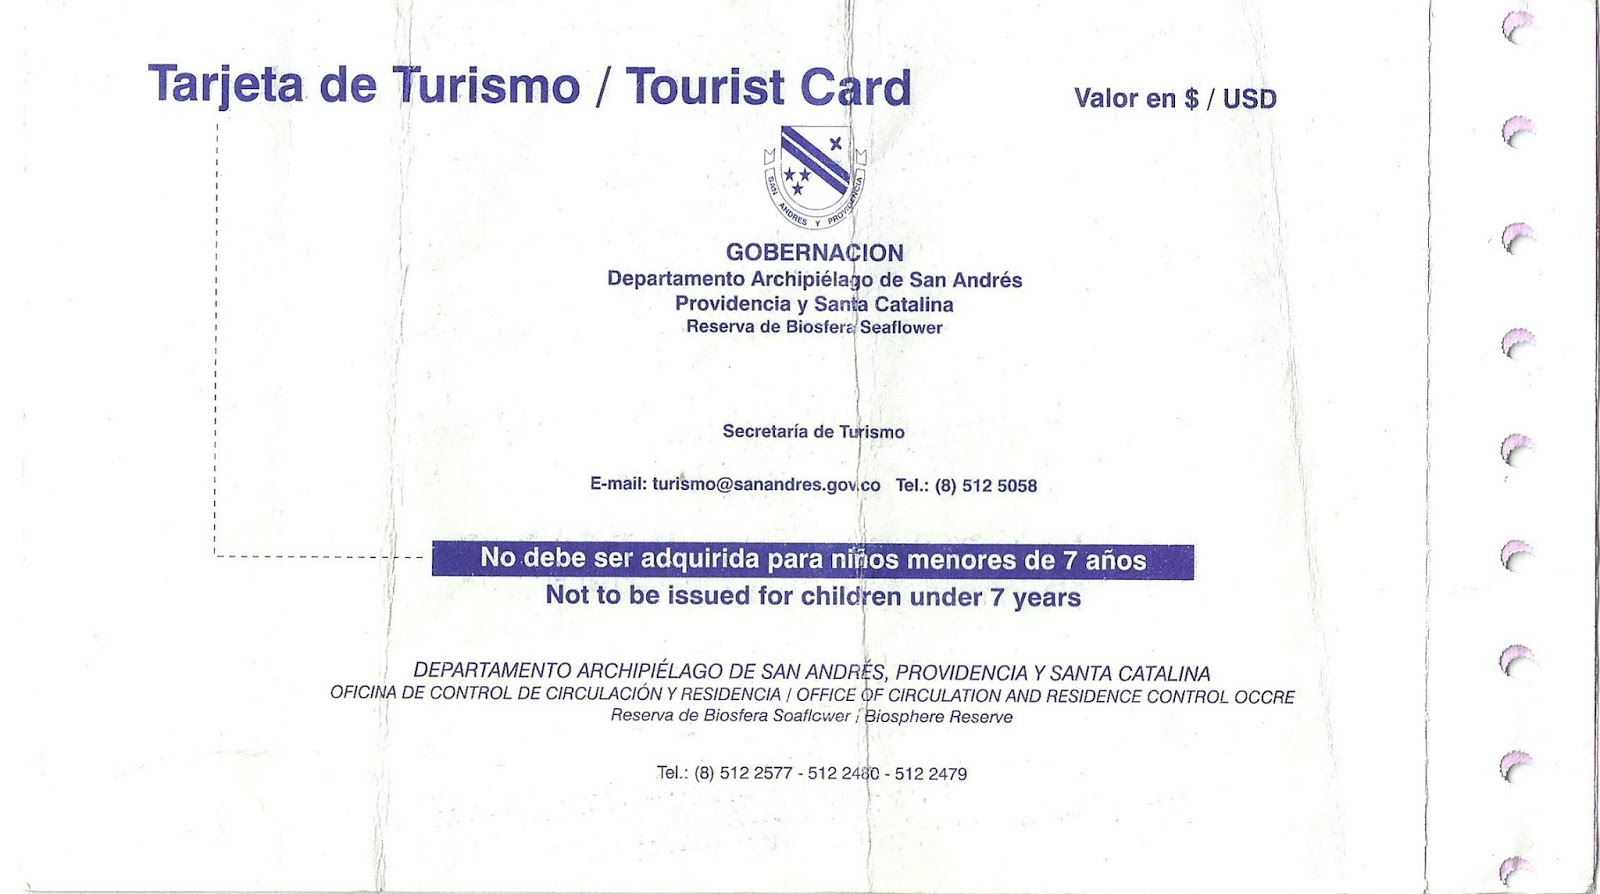 Tarjeta de Turismo / Tourist Card
Valor en $ / USD
SAN ANDRES Y PROVIDENCIA
GOBERNACION
Departamento Archipiélago de San Andrés
Providencia y Santa Catalina
Reserva de Biosfera Seaflower
Secretaría de Turismo
E-mail: turismo@sanandres.gov.co Tel.: (8) 512 5058
No debe ser adquirida para niños menores de 7 años
Not to be issued for children under 7 years
DEPARTAMENTO ARCHIPIÉLAGO DE SAN ANDRÉS, PROVIDENCIA Y SANTA CATALINA
OFICINA DE CONTROL DE CIRCULACIÓN Y RESIDENCIA / OFFICE OF CIRCULATION AND RESIDENCE CONTROL OCCRE
Reserva de Biosfera Soaflower / Biosphere Reserve
Tel.: (8) 512 2577 - 512 2480 - 512 2479